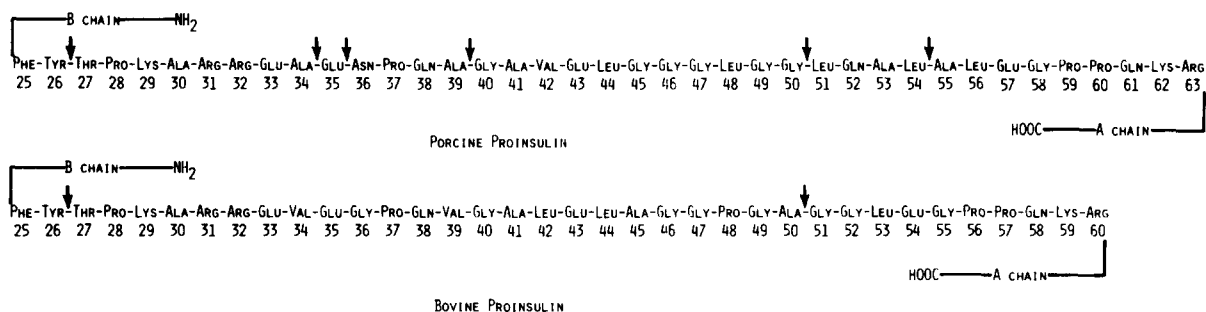 B CHAIN NH2
PHE-TYR-THR-PRO-LYS-ALA-ARG-ARG-GLU-ALA-GLU-ASN-PRO-GLN-ALA-GLY-ALA-VAL-GLU-LEU-GLY-GLY-GLY-LEU-GLY-GLY-LEU-GLN-ALA-LEU-ALA-LEU-GLU-GLY-PRO-PRO-GLN-LYS-ARG
25 26 27 28 29 30 31 32 33 34 35 36 37 38 39 40 41 42 43 44 45 46 47 48 49 50 51 52 53 54 55 56 57 58 59 60 61 62 63
HOOC A CHAIN
PORCINE PROINSULIN
B CHAIN NH2
PHE-TYR-THR-PRO-LYS-ALA-ARG-ARG-GLU-VAL-GLU-GLY-PRO-GLN-VAL-GLY-ALA-LEU-GLU-LEU-ALA-GLY-GLY-PRO-GLY-ALA-GLY-GLY-LEU-GLU-GLY-PRO-PRO-GLN-LYS-ARG
25 26 27 28 29 30 31 32 33 34 35 36 37 38 39 40 41 42 43 44 45 46 47 48 49 50 51 52 53 54 55 56 57 58 59 60
HOOC A CHAIN
BOVINE PROINSULIN